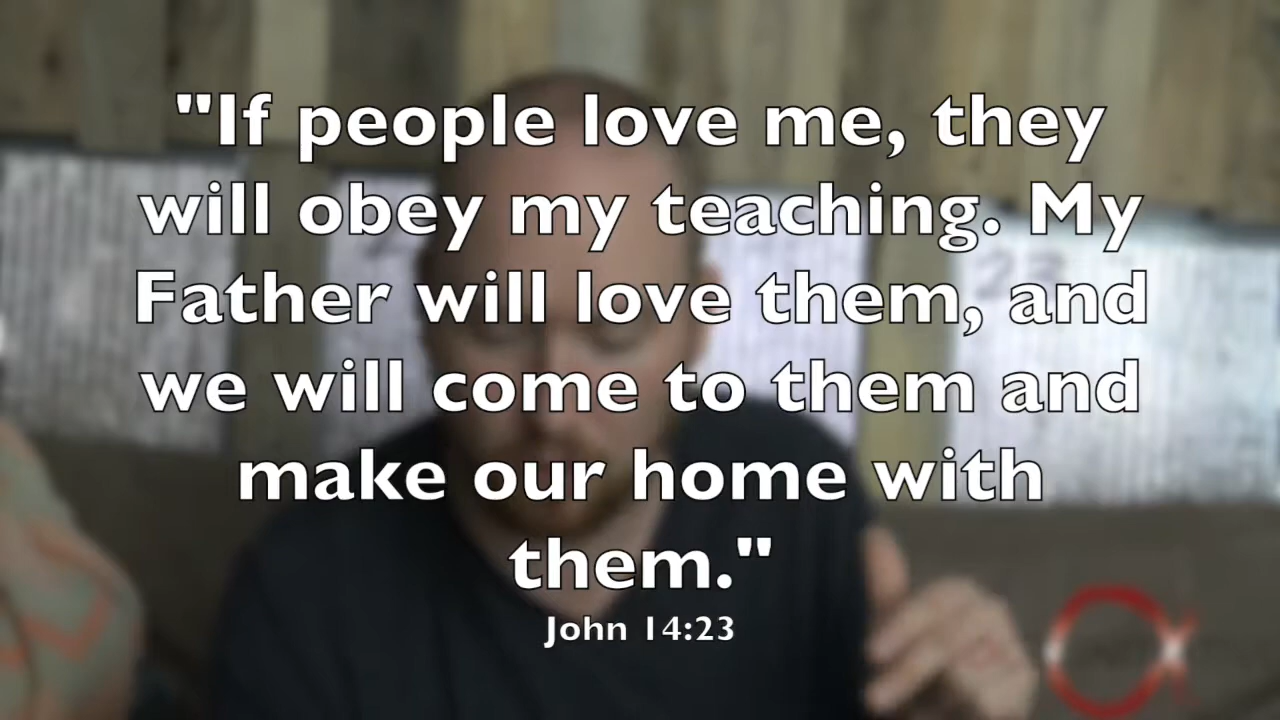 "If people love me, they
will obey my teaching. My
Father will love them, and
we will come to them and
make our home with
them."
John 14:23